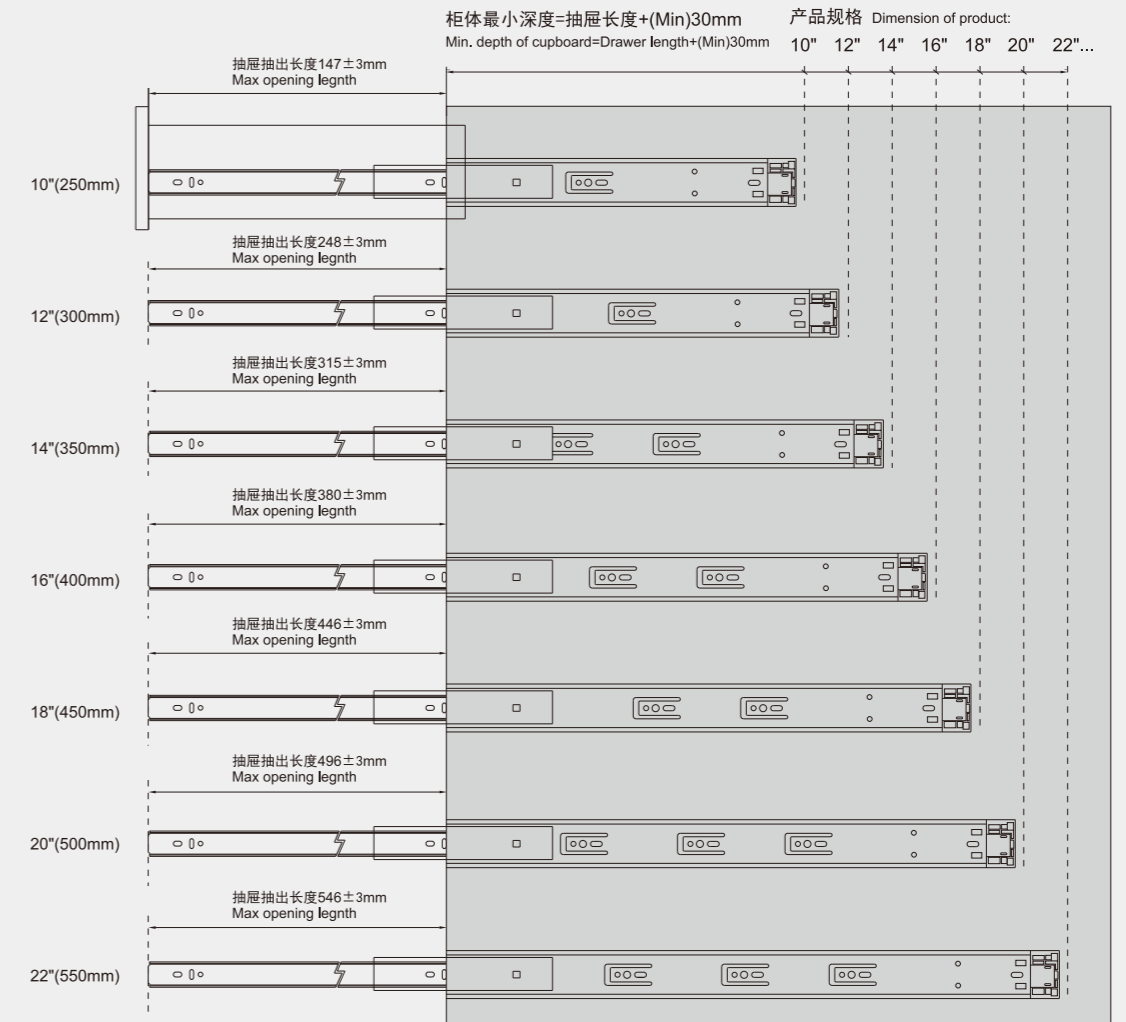 柜体最小深度=抽屉长度+(Min)30mm
Min. depth of cupboard=Drawer length+(Min)30mm
产品规格 Dimension of product:
10" 12" 14" 16" 18" 20" 22"...
抽屉抽出长度147±3mm
Max opening legnth
10"(250mm)
抽屉抽出长度248±3mm
Max opening legnth
12"(300mm)
抽屉抽出长度315±3mm
Max opening legnth
14"(350mm)
抽屉抽出长度380±3mm
Max opening legnth
16"(400mm)
抽屉抽出长度446±3mm
Max opening legnth
18"(450mm)
抽屉抽出长度496±3mm
Max opening legnth
20"(500mm)
抽屉抽出长度546±3mm
Max opening legnth
22"(550mm)